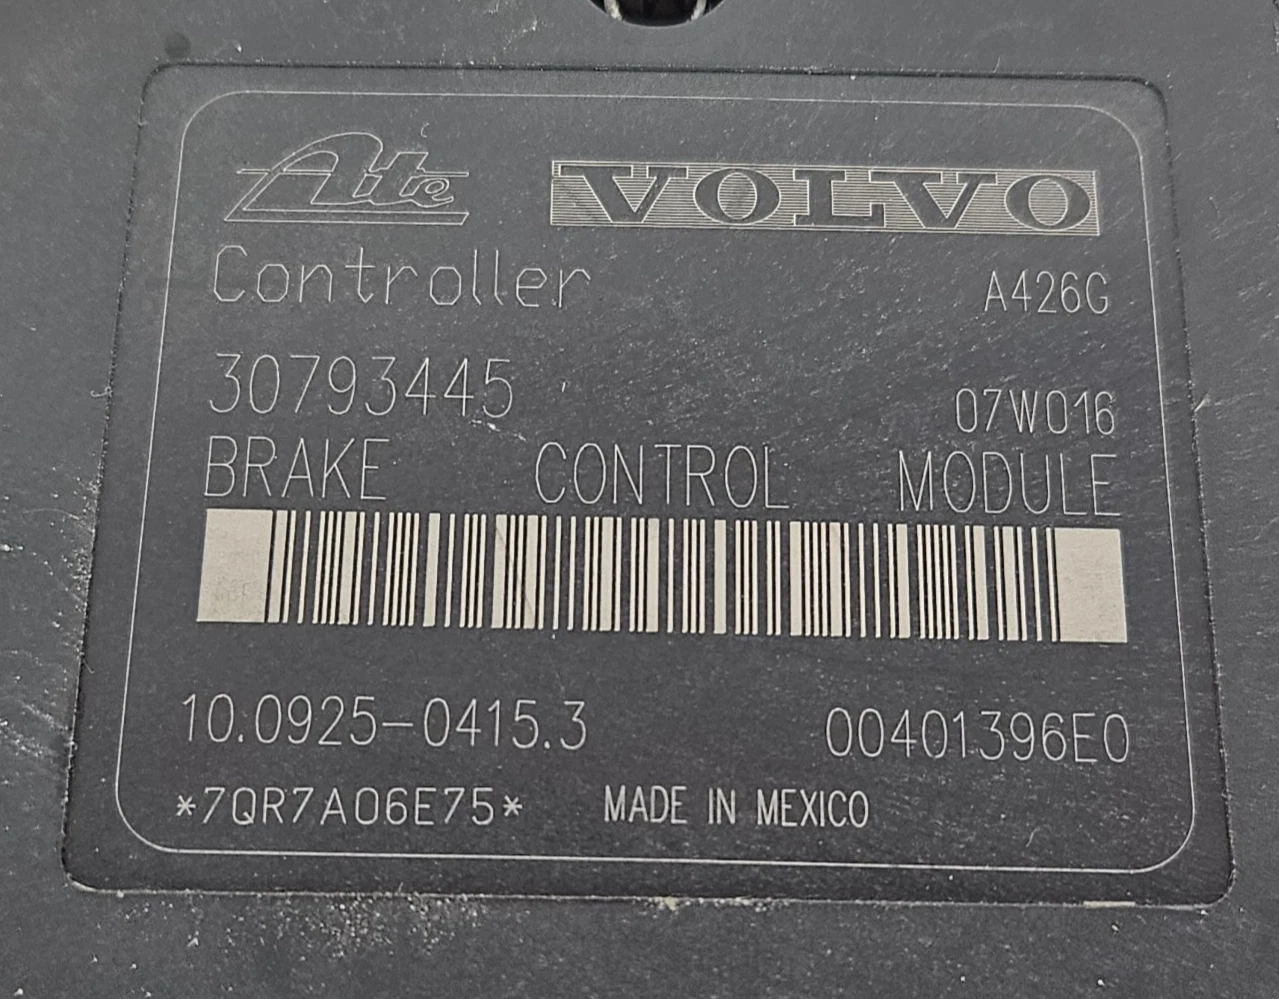 Ate VOLVO
Controller A426G
30793445 07W016
BRAKE CONTROL MODULE
10.0925-0415.3 00401396E0
*7QR7A06E75* MADE IN MEXICO